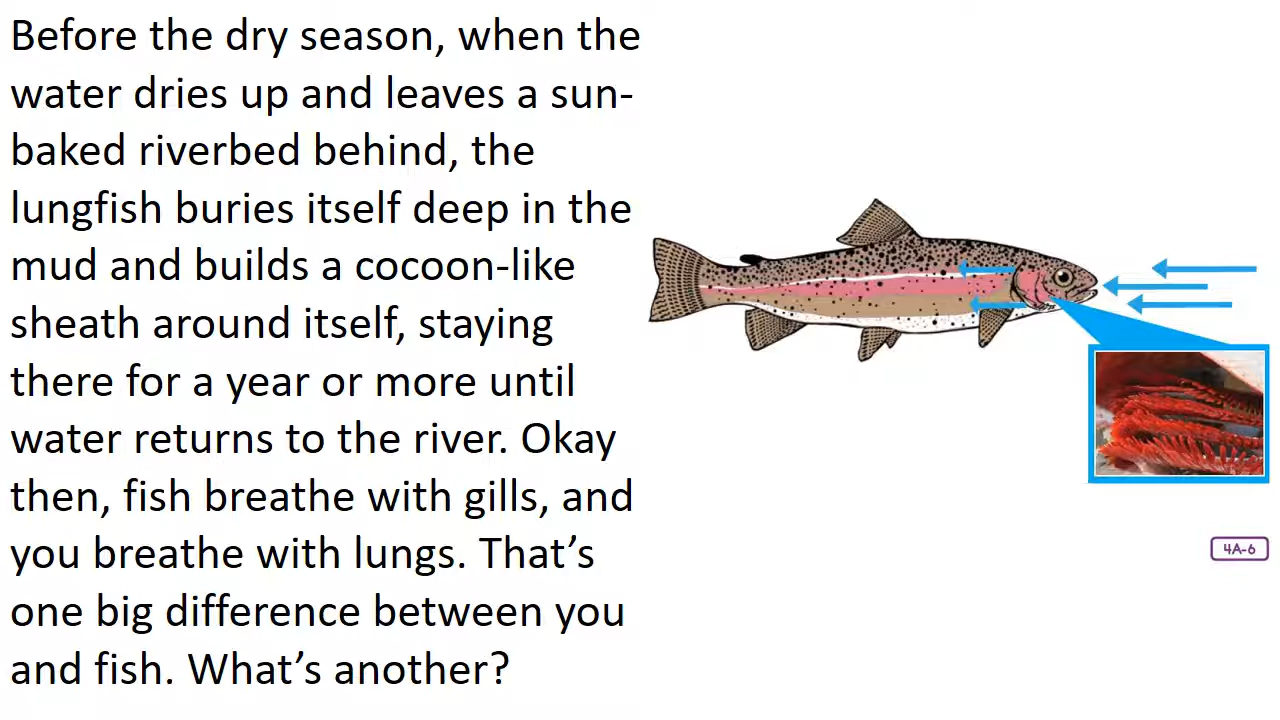 Before the dry season, when the
water dries up and leaves a sun-
baked riverbed behind, the
lungfish buries itself deep in the
mud and builds a cocoon-like
sheath around itself, staying
there for a year or more until
water returns to the river. Okay
then, fish breathe with gills, and
you breathe with lungs. That’s
one big difference between you
and fish. What’s another?
4A-6